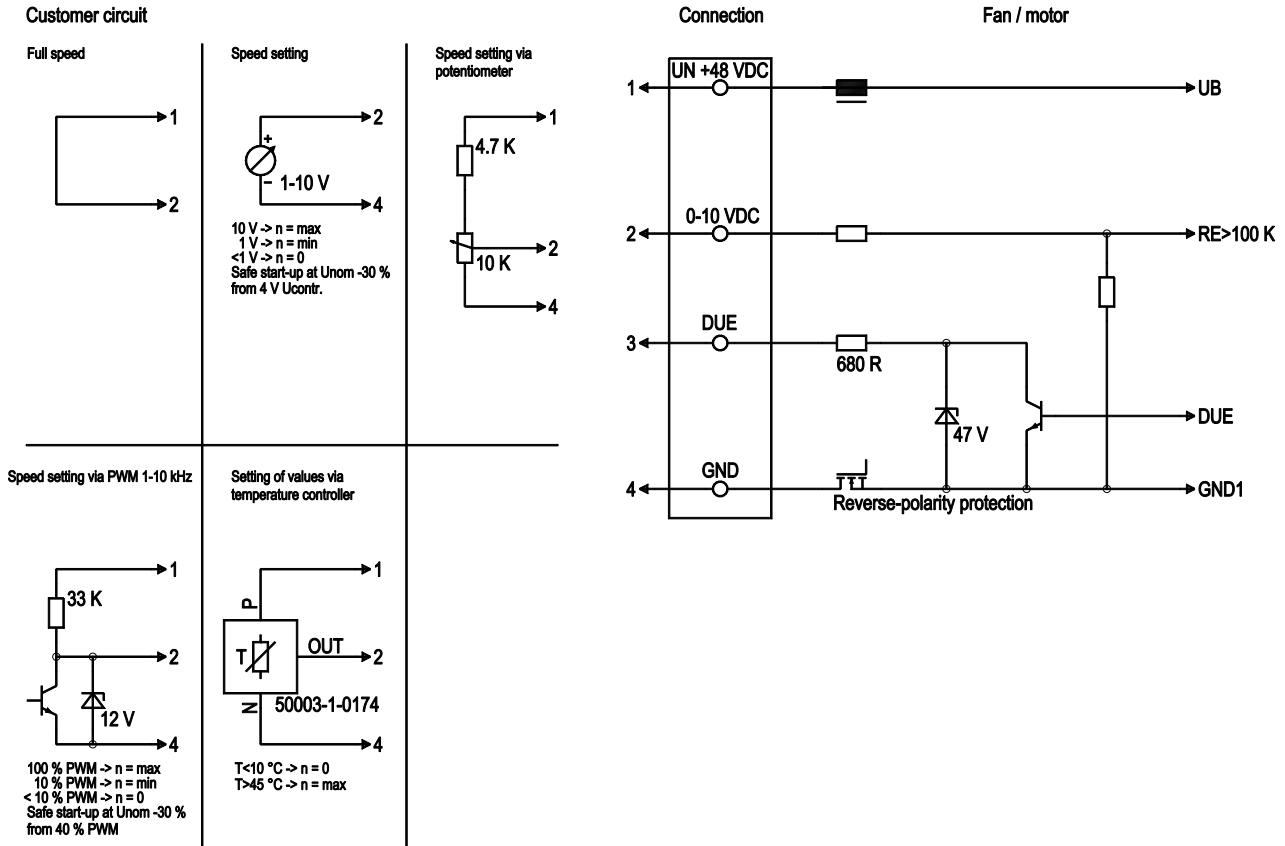 Customer circuit
Connection
Fan / motor
Full speed
Speed setting
Speed setting via
potentiometer
1
2
2
+
–
1-10 V
4
10 V -> n = max
1 V -> n = min
<1 V -> n = 0
Safe start-up at Unom -30 %
from 4 V Ucontr.
1
4.7 K
2
10 K
4
UN +48 VDC
1
UB
0-10 VDC
2
RE>100 K
DUE
3
680 R
47 V
DUE
GND
4
GND1
Reverse-polarity protection
Speed setting via PWM 1-10 kHz
1
33 K
2
12 V
4
100 % PWM -> n = max
10 % PWM -> n = min
< 10 % PWM -> n = 0
Safe start-up at Unom -30 %
from 40 % PWM
Setting of values via
temperature controller
1
P
T
OUT
2
N
50003-1-0174
4
T<10 °C -> n = 0
T>45 °C -> n = max